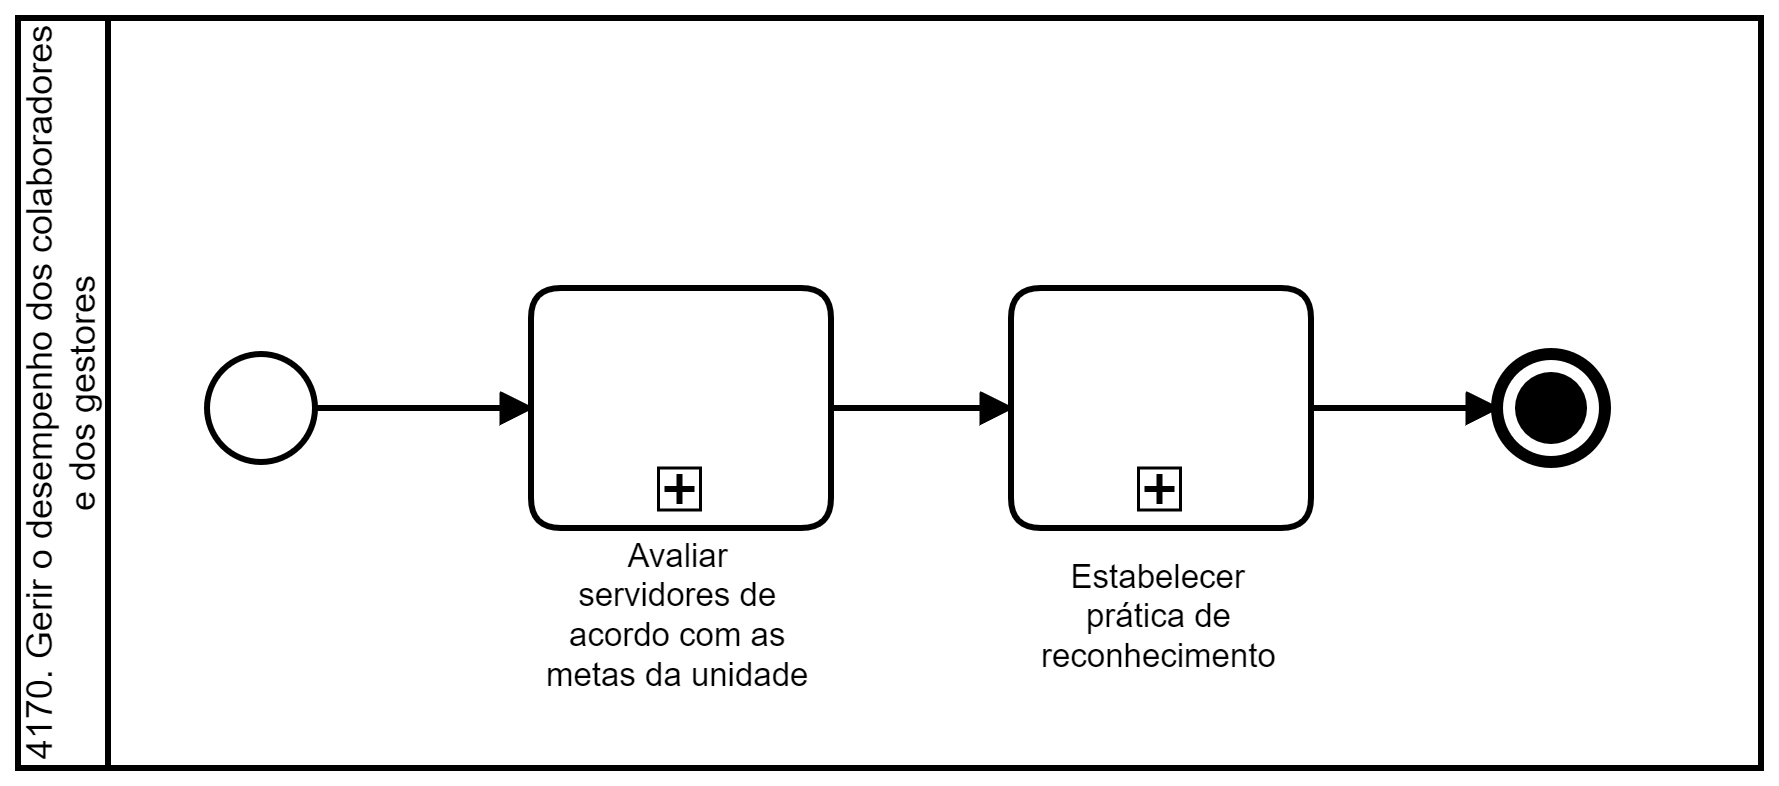 4170. Gerir o desempenho dos colaboradores
e dos gestores
Avaliar
servidores de
acordo com as
metas da unidade
Estabelecer
prática de
reconhecimento